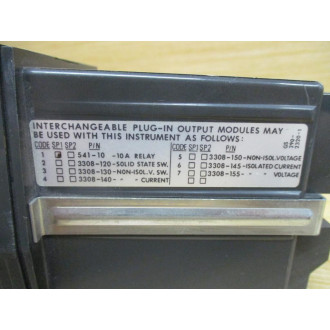 INTERCHANGEABLE PLUG-IN OUTPUT MODULES MAY
BE USED WITH THIS INSTRUMENT AS FOLLOWS:
CODE SP1 SP2 P/N
1 541-10 -10A RELAY
2 3308-120-SOLID STATE SW.
3 3308-130-NON-ISOL.V. SW.
4 3308-140- " CURRENT
CODE SP1 SP2 P/N
5 3308-150-NON-ISOL.VOLTAGE
6 3308-145-ISOLATED CURRENT
7 3308-155- " VOLTAGE